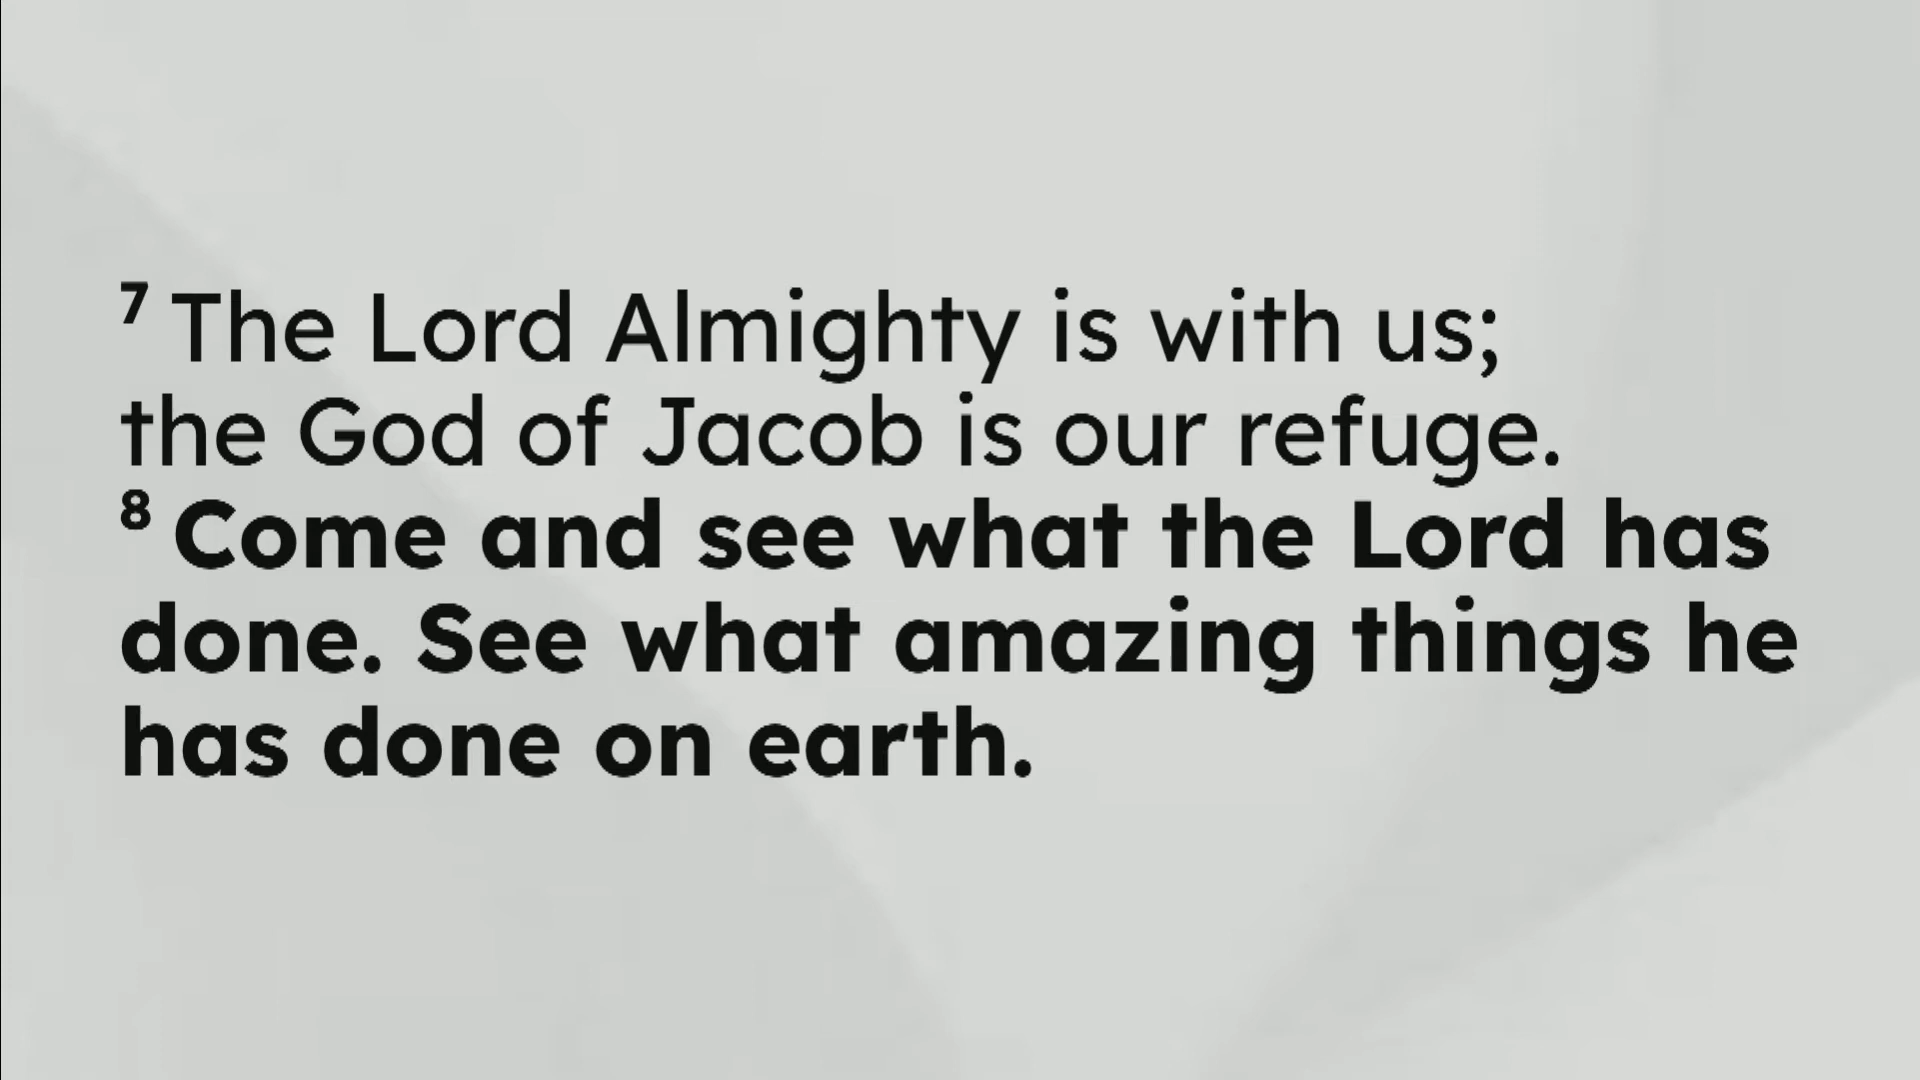 7 The Lord Almighty is with us;
the God of Jacob is our refuge.
8 Come and see what the Lord has
done. See what amazing things he
has done on earth.